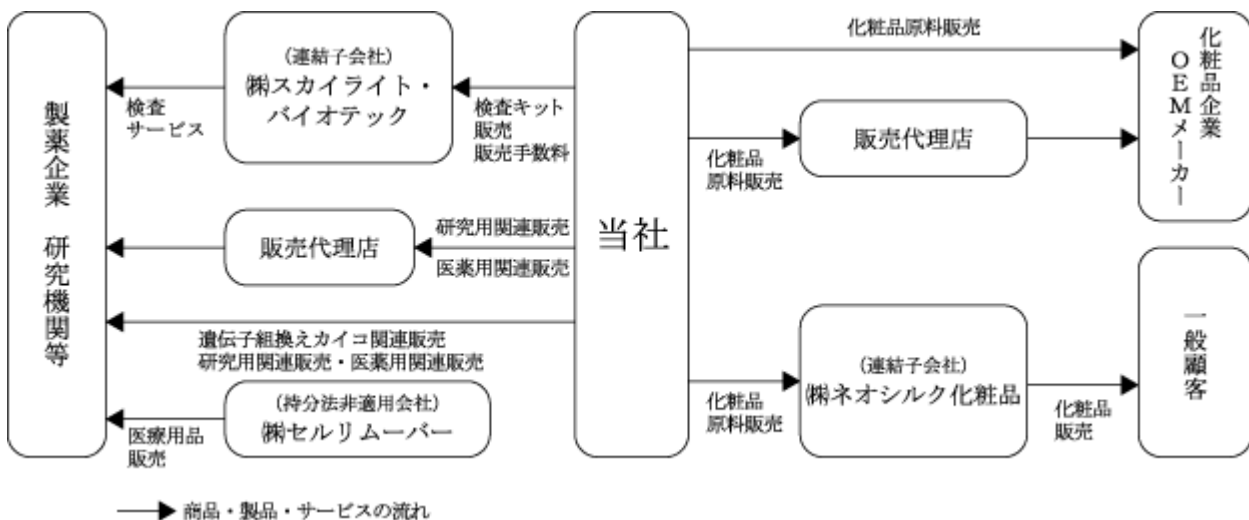 製薬企業 研究機関等
検査
サービス
(連結子会社)
㈱スカイライト・
バイオテック
検査キット
販売
販売手数料
販売代理店
研究用関連販売
医薬用関連販売
遺伝子組換えカイコ関連販売
研究用関連販売・医薬用関連販売
(持分法非適用会社)
㈱セルリムーバー
医療用品
販売
当社
化粧品原料販売
化粧品
原料販売
販売代理店
化粧品企業
OEMメーカー
化粧品
原料販売
(連結子会社)
㈱ネオシルク化粧品
化粧品
販売
一般顧客
商品・製品・サービスの流れ